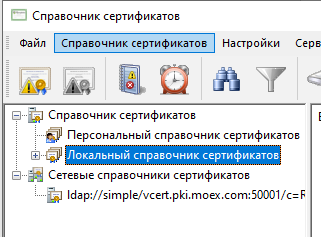 Справочник сертификатов
Файл Справочник сертификатов Настройки
Справочник сертификатов
Персональный справочник сертификатов
Локальный справочник сертификатов
Сетевые справочники сертификатов
ldap://simple/vcert.pki.moex.com:50001/c=R